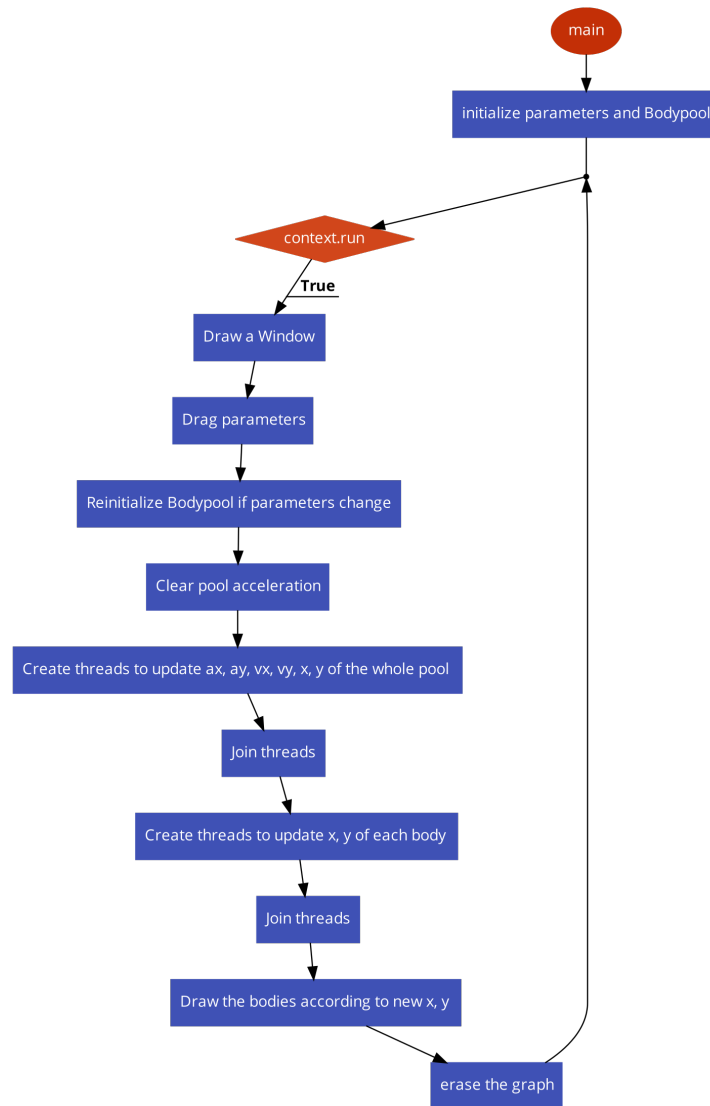 main
initialize parameters and Bodypool
context.run
True
Draw a Window
Drag parameters
Reinitialize Bodypool if parameters change
Clear pool acceleration
Create threads to update ax, ay, vx, vy, x, y of the whole pool
Join threads
Create threads to update x, y of each body
Join threads
Draw the bodies according to new x, y
erase the graph